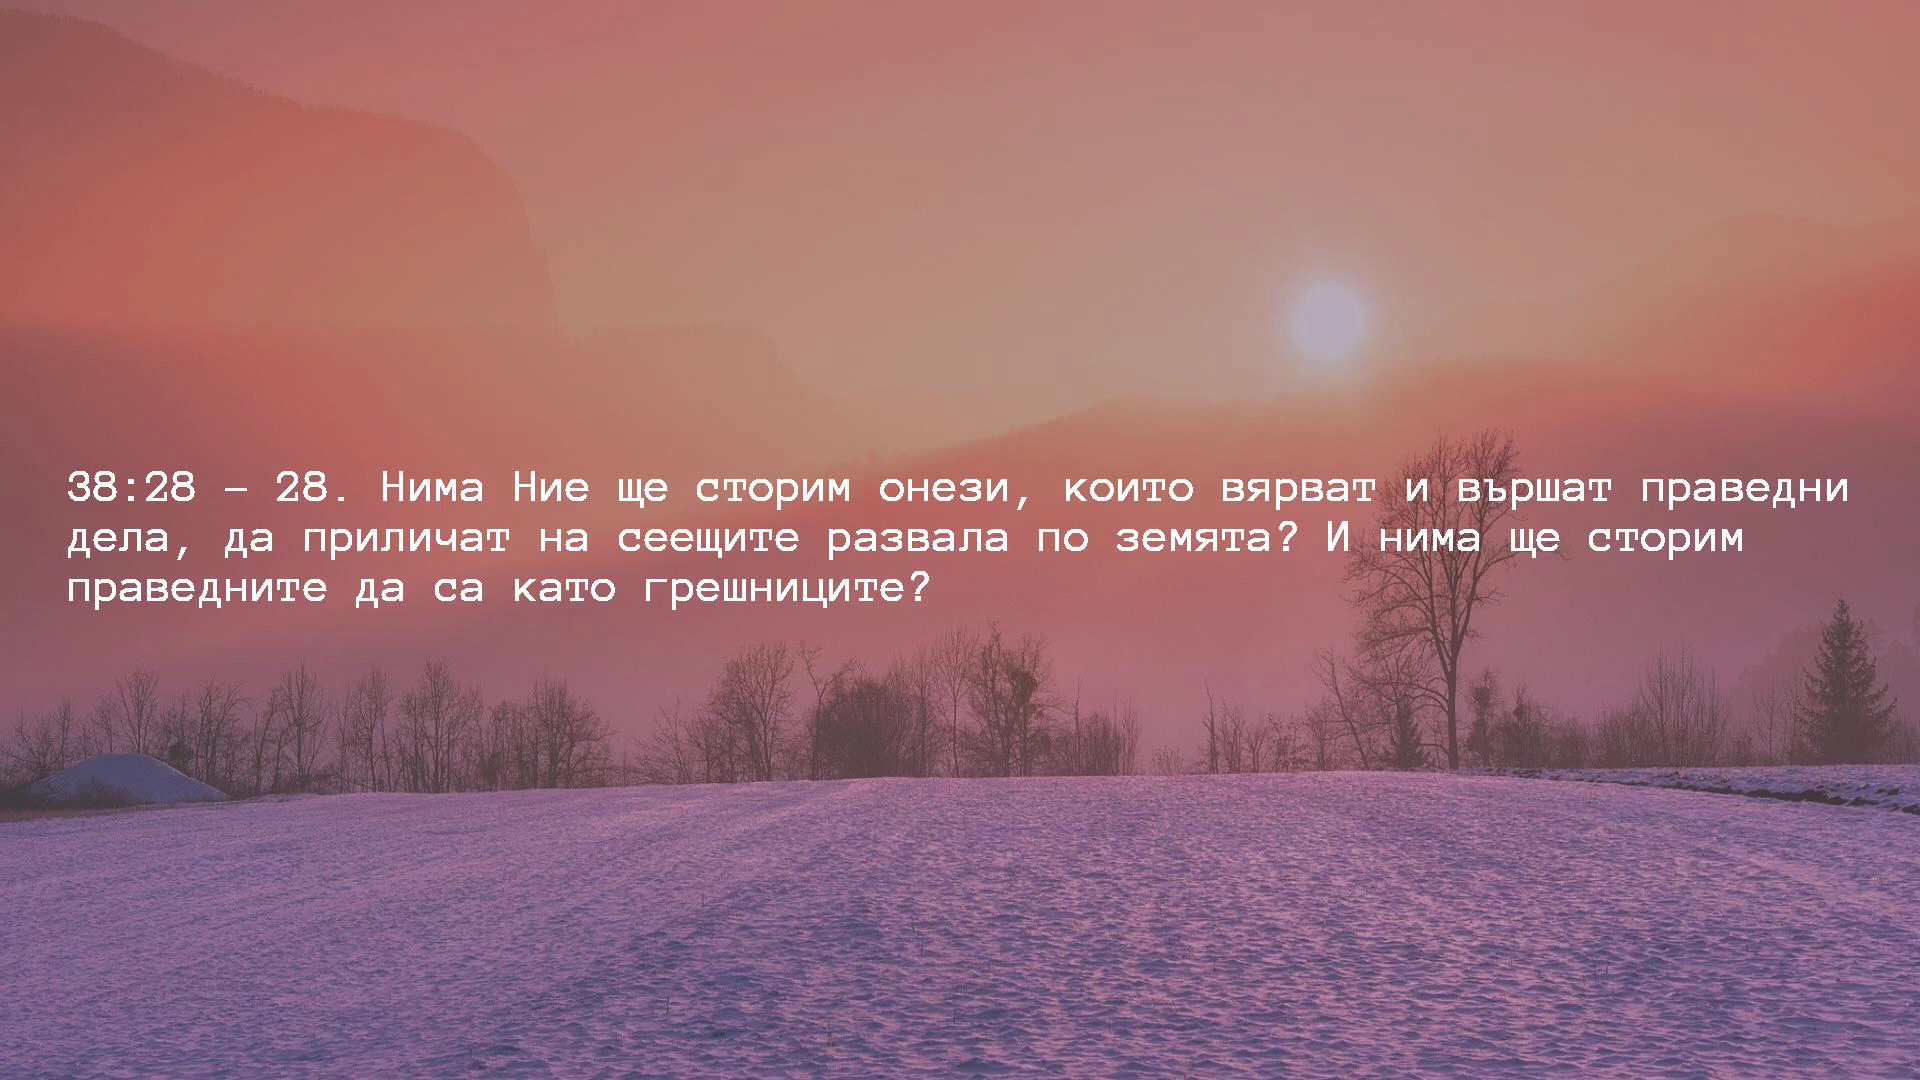 38:28 – 28. Нима Ние ще сторим онези, които вярват и вършат праведни
дела, да приличат на сеещите развала по земята? И нима ще сторим
праведните да са като грешниците?